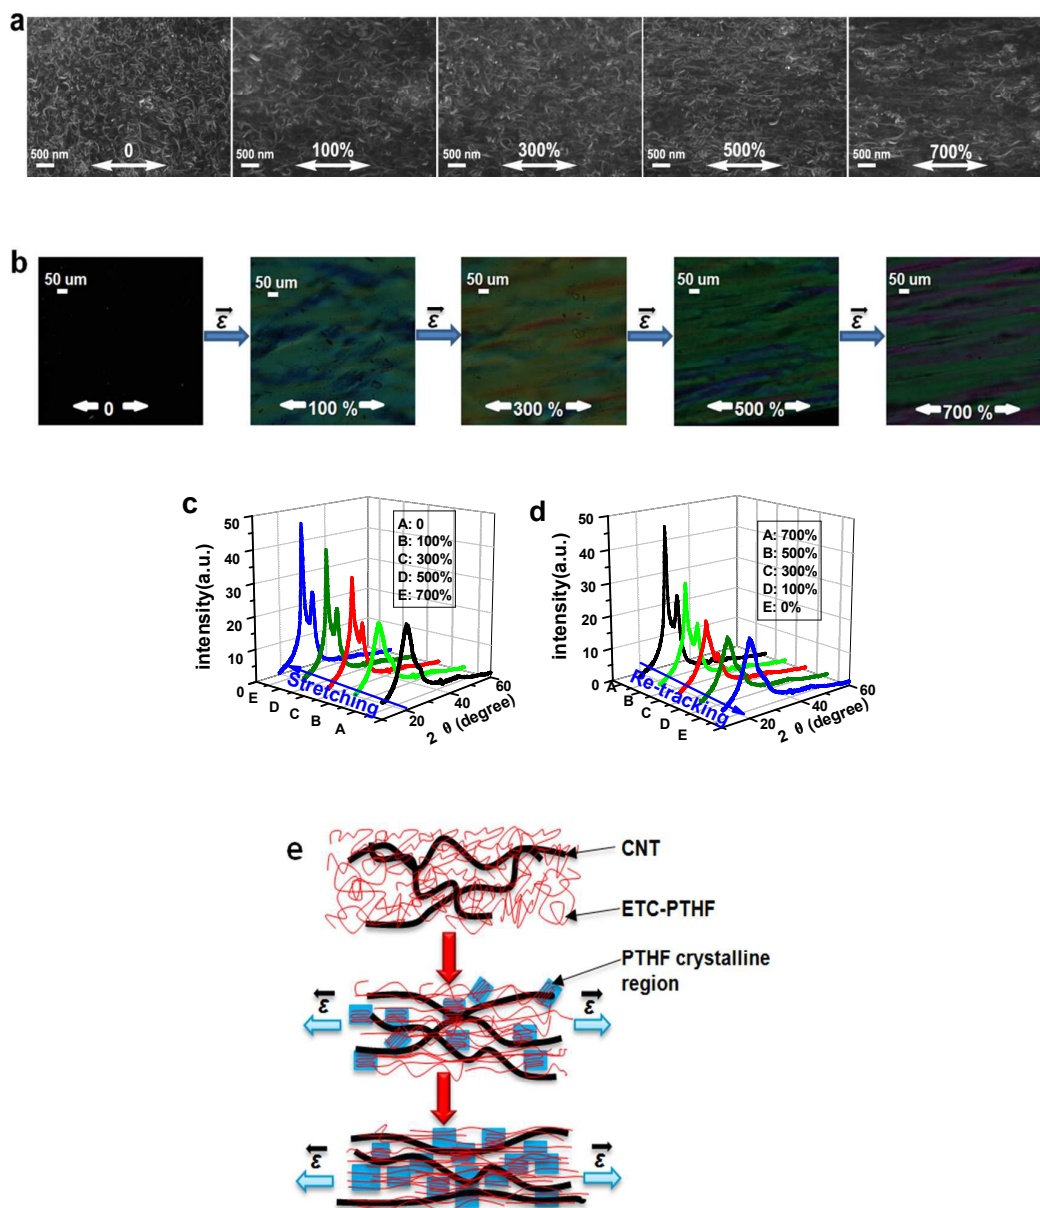 a
500 nm 0
500 nm 100%
500 nm 300%
500 nm 500%
500 nm 700%
b
50 um
0
ε
50 um
100 %
ε
50 um
300 %
ε
50 um
500 %
ε
50 um
700 %
c
intensity(a.u.)
50
40
30
20
10
0
E
D
C
B
A
20
40
60
2 θ (degree)
Stretching
A: 0
B: 100%
C: 300%
D: 500%
E: 700%
d
intensity(a.u.)
50
40
30
20
10
0
A
B
C
D
E
20
40
60
2 θ (degree)
Re-tracking
A: 700%
B: 500%
C: 300%
D: 100%
E: 0%
e
CNT
ETC-PTHF
PTHF crystalline
region
ε
ε
ε
ε